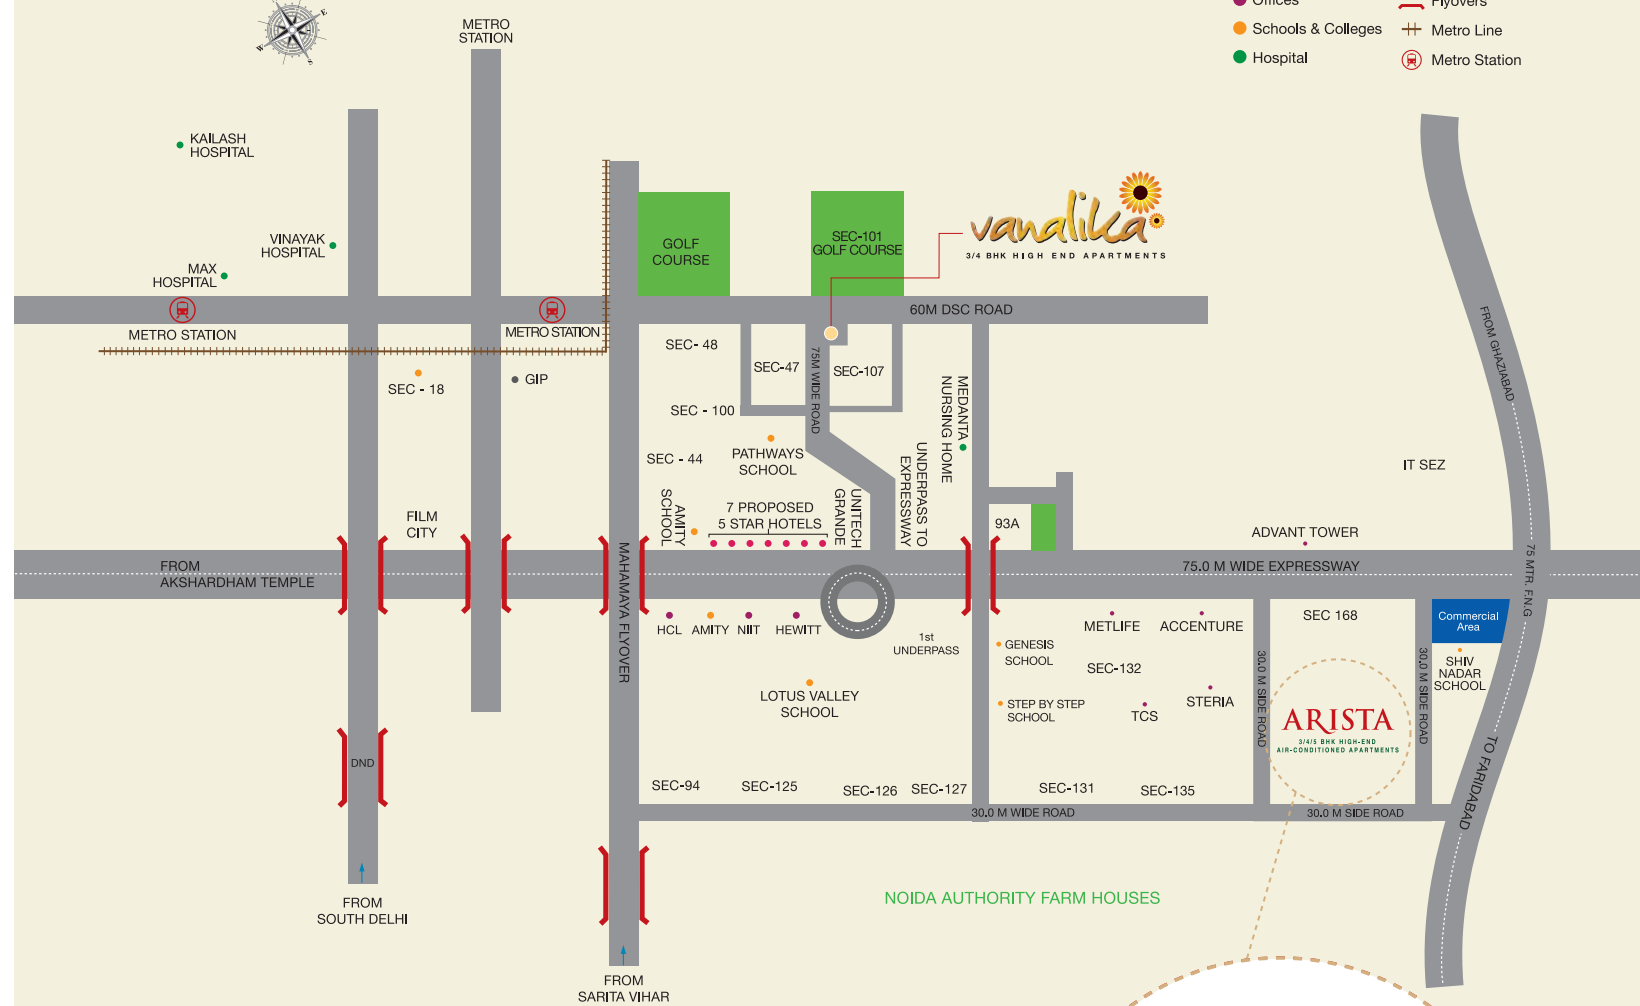 Offices
Flyovers
Schools & Colleges
Metro Line
Hospital
Metro Station
E
W
S
METRO
STATION
KAILASH
HOSPITAL
VINAYAK
HOSPITAL
MAX
HOSPITAL
GOLF
COURSE
SEC-101
GOLF COURSE
vanalika
3/4 BHK HIGH END APARTMENTS
60M DSC ROAD
METRO STATION
METRO STATION
SEC- 48
SEC-47
75M WIDE ROAD
SEC-107
SEC - 18
GIP
SEC - 100
MEDANTA
NURSING HOME
FROM GHAZIABAD
SEC - 44
PATHWAYS
SCHOOL
UNDERPASS TO
EXPRESSWAY
IT SEZ
AMITY
SCHOOL
7 PROPOSED
5 STAR HOTELS
UNITECH
GRANDE
FILM
CITY
93A
ADVANT TOWER
FROM
AKSHARDHAM TEMPLE
MAHAMAYA FLYOVER
75.0 M WIDE EXPRESSWAY
75 MTR. F.N.G
HCL
AMITY
NIIT
HEWITT
1st
UNDERPASS
GENESIS
SCHOOL
METLIFE
ACCENTURE
SEC 168
Commercial
Area
SEC-132
SHIV
NADAR
SCHOOL
LOTUS VALLEY
SCHOOL
STEP BY STEP
SCHOOL
TCS
STERIA
30.0 M SIDE ROAD
ARISTA
3/4/5 BHK HIGH-END
AIR-CONDITIONED APARTMENTS
30.0 M SIDE ROAD
DND
SEC-94
SEC-125
SEC-126
SEC-127
SEC-131
SEC-135
TO FARIDABAD
30.0 M WIDE ROAD
30.0 M SIDE ROAD
NOIDA AUTHORITY FARM HOUSES
FROM
SOUTH DELHI
FROM
SARITA VIHAR